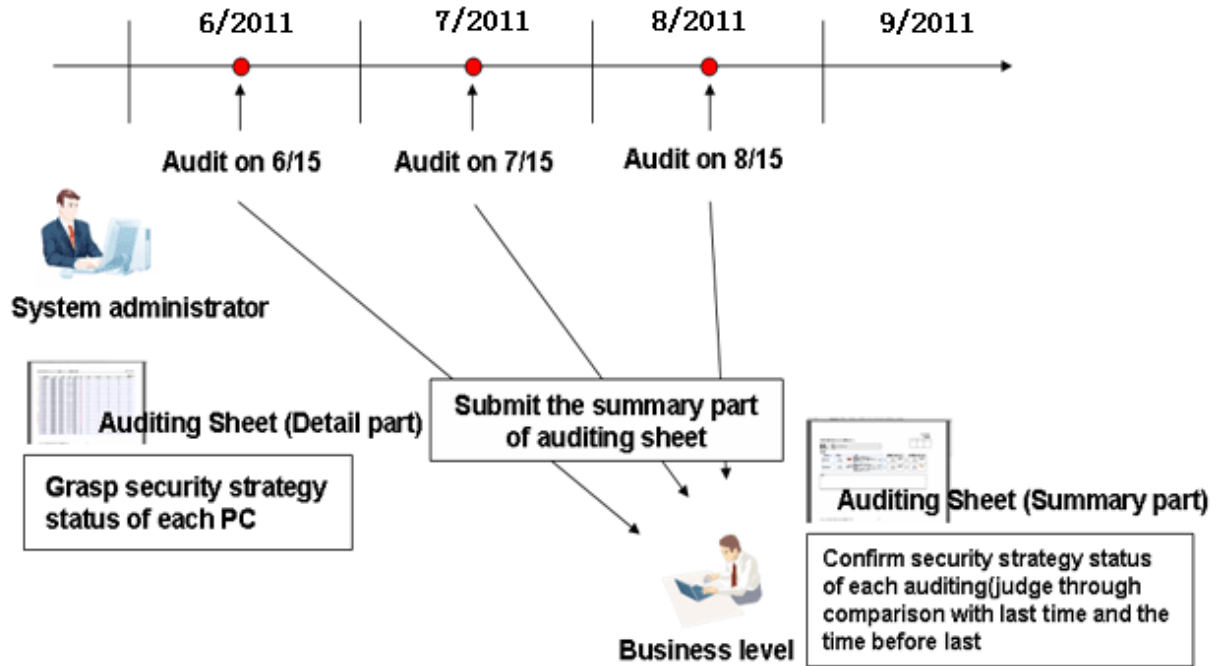 6/2011
7/2011
8/2011
9/2011
Audit on 6/15
Audit on 7/15
Audit on 8/15
System administrator
Auditing Sheet (Detail part)
Grasp security strategy
status of each PC
Submit the summary part
of auditing sheet
Auditing Sheet (Summary part)
Confirm security strategy status
of each auditing(judge through
comparison with last time and the
time before last
Business level